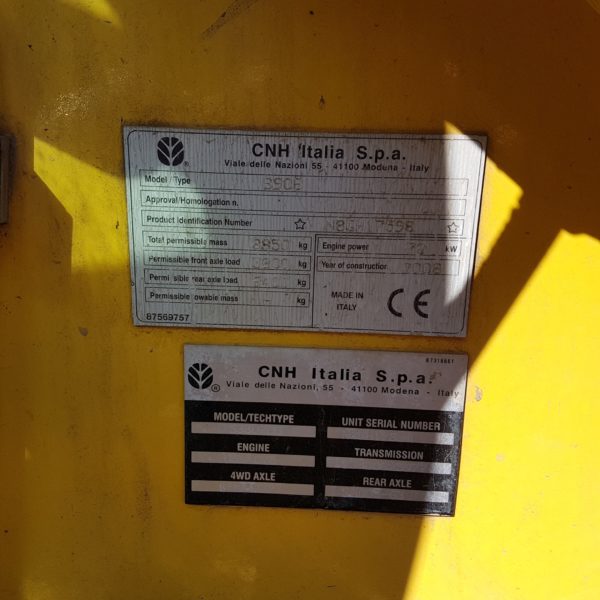 CNH Italia S.p.a.
Viale delle Nazioni 55 - 41100 Modena - Italy
Model / Type
Approval/Homologation n.
Product Identification Number
Total permissible mass 8850 kg
Permissible front axle load kg
Permissible rear axle load kg
Permissible towable mass kg
Engine power kW
Year of construction 2008
MADE IN
ITALY
CE
87569757
87318661
CNH Italia S.p.a.
Viale delle Nazioni, 55 - 41100 Modena - Italy
MODEL/TECHTYPE
UNIT SERIAL NUMBER
ENGINE
TRANSMISSION
4WD AXLE
REAR AXLE